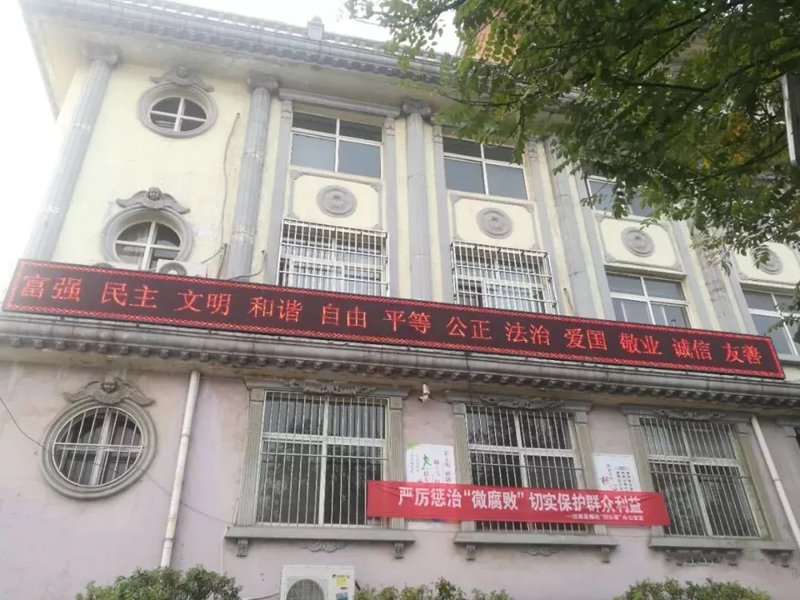 富强 民主 文明 和谐 自由 平等 公正 法治 爱国 敬业 诚信 友善
严厉惩治“微腐败” 切实保护群众利益